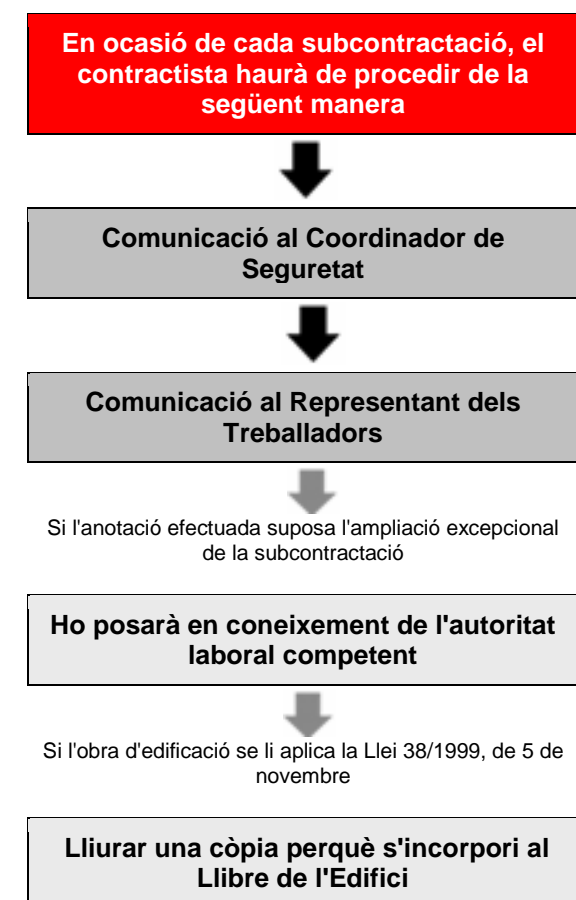 En ocasió de cada subcontractació, el
contractista haurà de procedir de la
següent manera
Comunicació al Coordinador de
Seguretat
Comunicació al Representant dels
Treballadors
Si l'anotació efectuada suposa l'ampliació excepcional
de la subcontractació
Ho posarà en coneixement de l'autoritat
laboral competent
Si l'obra d'edificació se li aplica la Llei 38/1999, de 5 de
novembre
Lliurar una còpia perquè s'incorpori al
Llibre de l'Edifici